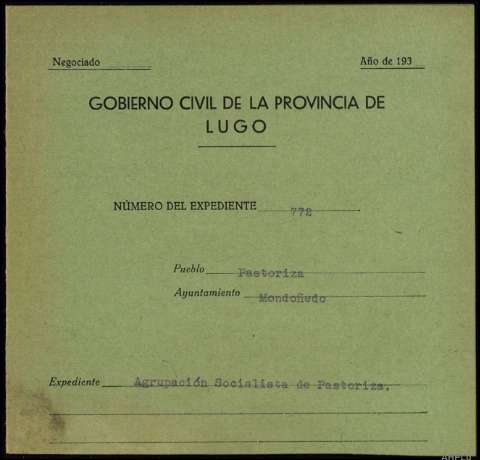 Negociado Año de 193
GOBIERNO CIVIL DE LA PROVINCIA DE
LUGO
NÚMERO DEL EXPEDIENTE 772
Pueblo Pastoriza
Ayuntamiento Mondoñedo
Expediente Agrupación Socialista de Pastoriza.
AHPLU